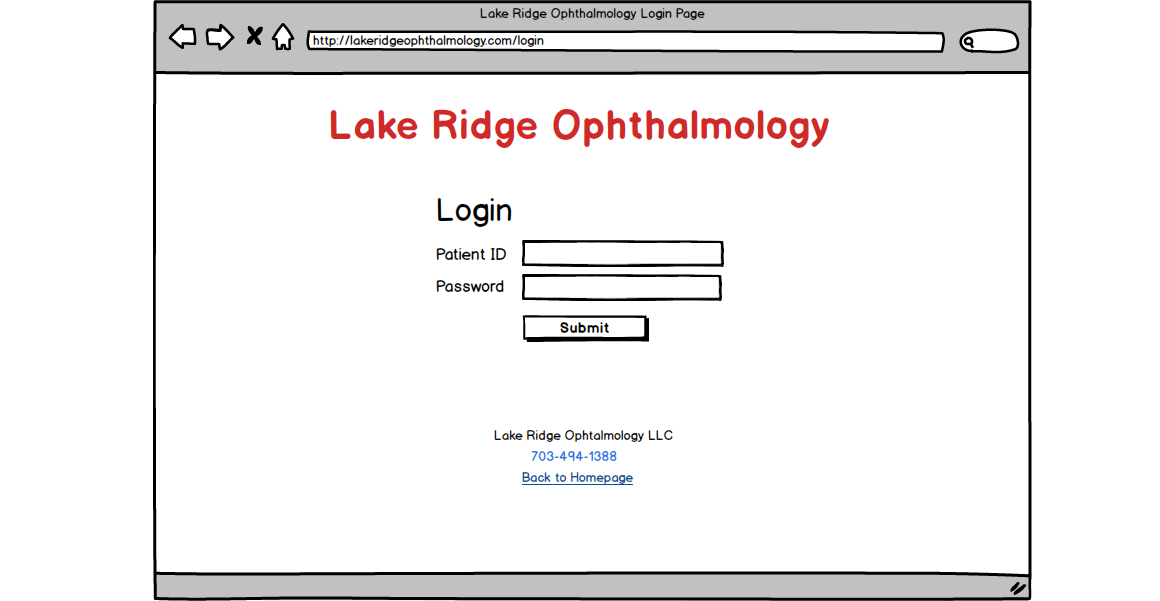 Lake Ridge Ophthalmology Login Page
http://lakeridgeophthalmology.com/login
Lake Ridge Ophthalmology
Login
Patient ID
Password
Submit
Lake Ridge Ophtalmology LLC
703-494-1388
Back to Homepage